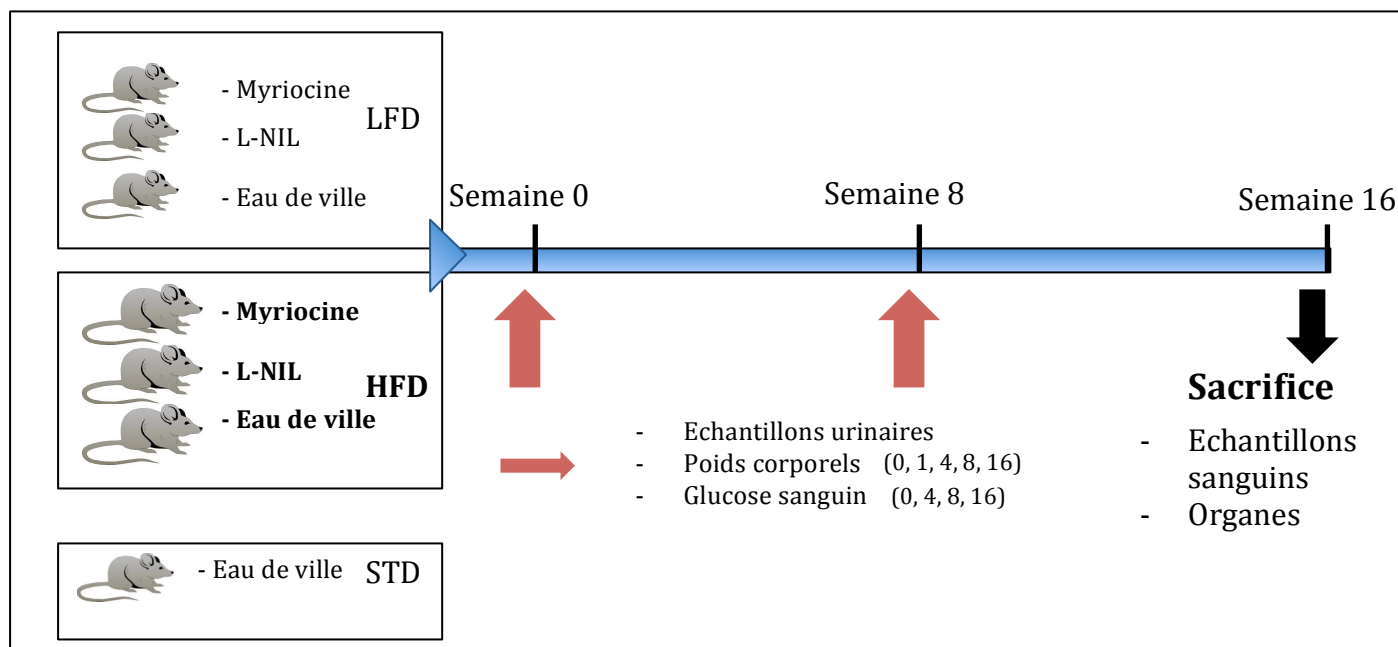 - Myriocine
LFD
- L-NIL
- Eau de ville
Semaine 0
Semaine 8
Semaine 16
- Myriocine
- L-NIL
HFD
- Eau de ville
Sacrifice
- Echantillons sanguins
- Organes
- Echantillons urinaires
- Poids corporels (0, 1, 4, 8, 16)
- Glucose sanguin (0, 4, 8, 16)
- Eau de ville STD